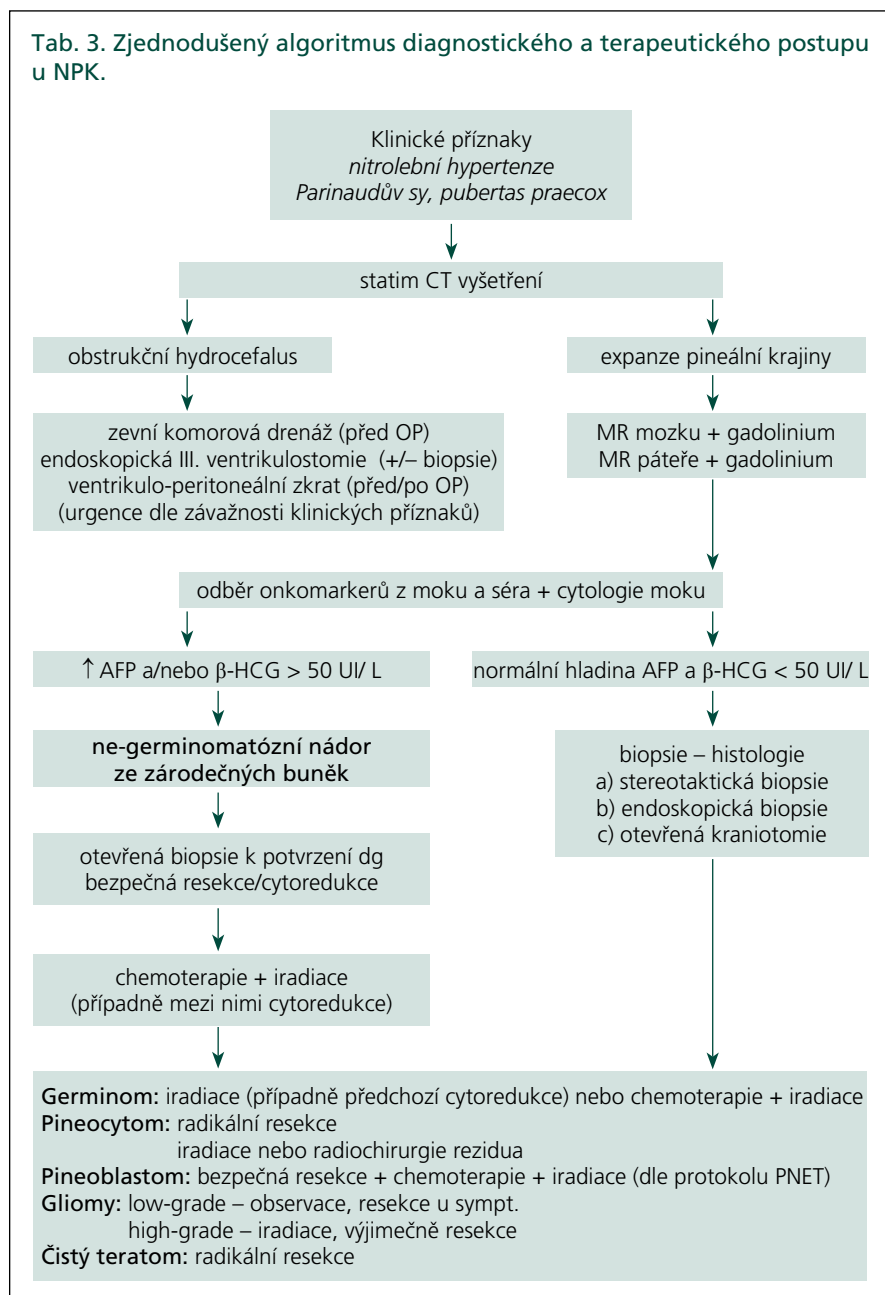 Tab. 3. Zjednodušený algoritmus diagnostického a terapeutického postupu
u NPK.
Klinické příznaky
nitrolební hypertenze
Parinaudův sy, pubertas praecox
statim CT vyšetření
obstrukční hydrocefalus
expanze pineální krajiny
zevní komorová drenáž (před OP)
endoskopická III. ventrikulostomie (+/– biopsie)
ventrikulo-peritoneální zkrat (před/po OP)
(urgence dle závažnosti klinických příznaků)
MR mozku + gadolinium
MR páteře + gadolinium
odběr onkomarkerů z moku a séra + cytologie moku
↑ AFP a/nebo β-HCG > 50 UI/ L
normální hladina AFP a β-HCG < 50 UI/ L
ne-germinomatózní nádor
ze zárodečných buněk
biopsie – histologie
a) stereotaktická biopsie
b) endoskopická biopsie
c) otevřená kraniotomie
otevřená biopsie k potvrzení dg
bezpečná resekce/cytoredukce
chemoterapie + iradiace
(případně mezi nimi cytoredukce)
Germinom: iradiace (případně předchozí cytoredukce) nebo chemoterapie + iradiace
Pineocytom: radikální resekce
iradiace nebo radiochirurgie rezidua
Pineoblastom: bezpečná resekce + chemoterapie + iradiace (dle protokolu PNET)
Gliomy: low-grade – observace, resekce u sympt.
high-grade – iradiace, výjimečně resekce
Čistý teratom: radikální resekce